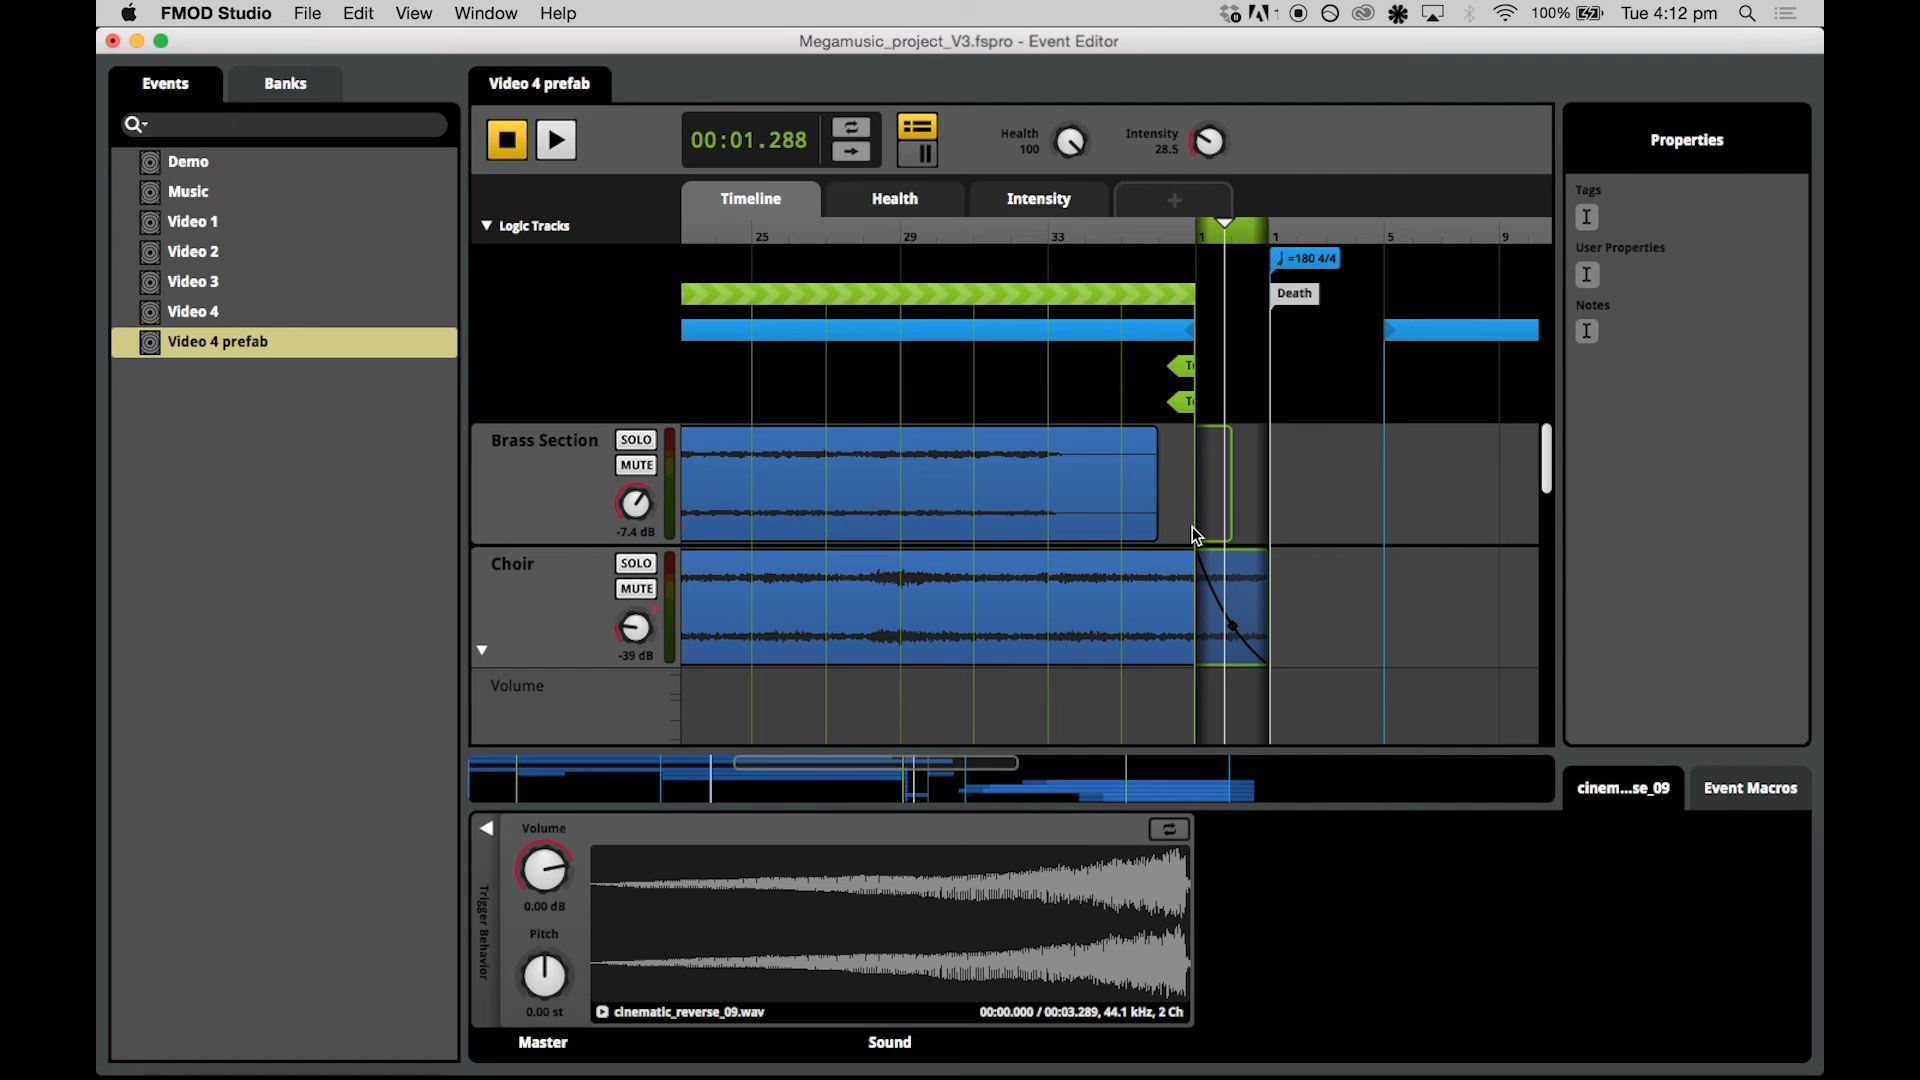 FMOD Studio File Edit View Window Help
1 100% Tue 4:12 pm
Megamusic_project_V3.fspro - Event Editor
Events Banks
Demo
Music
Video 1
Video 2
Video 3
Video 4
Video 4 prefab
Video 4 prefab
00:01.288
Health
100
Intensity
28.5
Timeline Health Intensity +
Logic Tracks
25 29 33 1 1 5 9
=180 4/4
Death
Brass Section
SOLO
MUTE
-7.4 dB
Choir
SOLO
MUTE
-39 dB
Volume
Volume
0.00 dB
Pitch
0.00 st
Trigger Behavior
cinematic_reverse_09.wav 00:00.000 / 00:03.289, 44.1 kHz, 2 Ch
Master Sound
Properties
Tags
User Properties
Notes
cinem...se_09 Event Macros